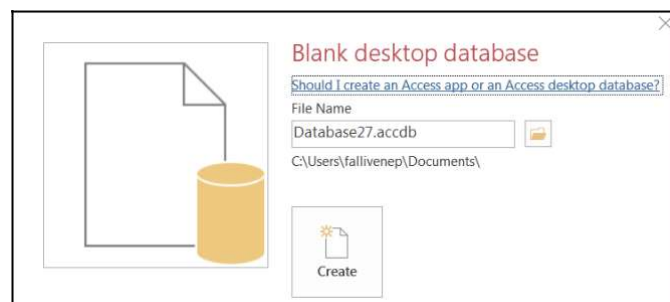 Blank desktop database
Should I create an Access app or an Access desktop database?
File Name
Database27.accdb
C:\Users\fallivenep\Documents\
Create